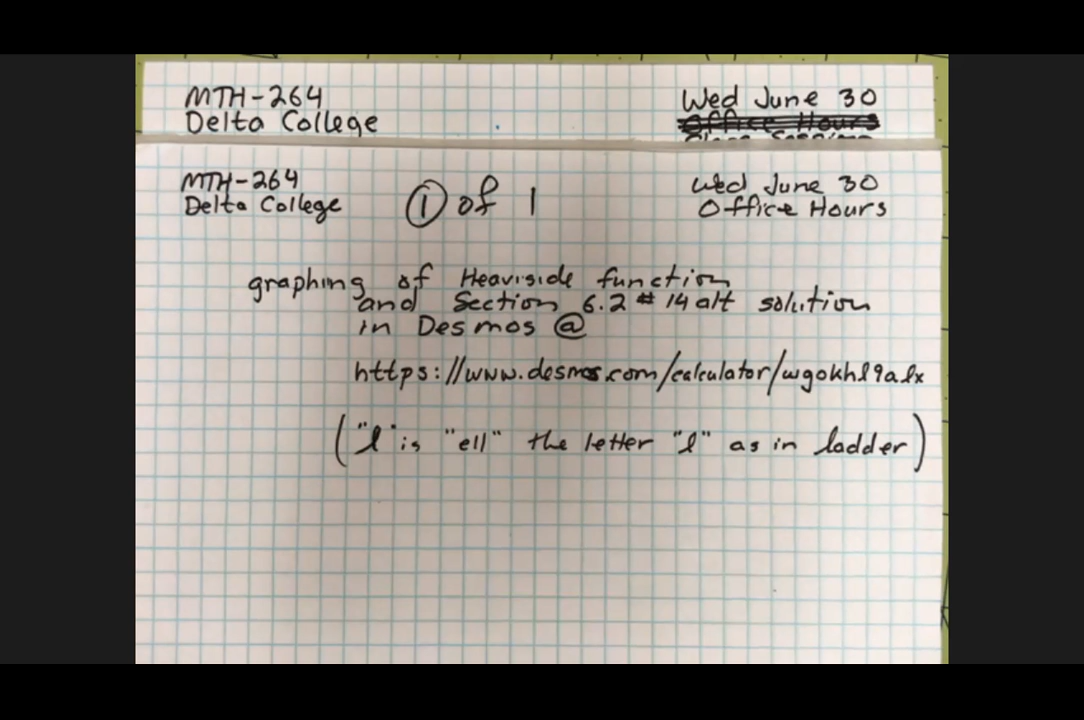 MTH-264
Wed June 30
Delta College
Office Hours
MTH-264
Wed June 30
Delta College
① of 1
Office Hours
graphing of Heaviside function
and Section 6.2 #14 alt solution
in Desmos @
https://www.desmos.com/calculator/wgokhl9alx
("l" is "ell" the letter "l" as in ladder)